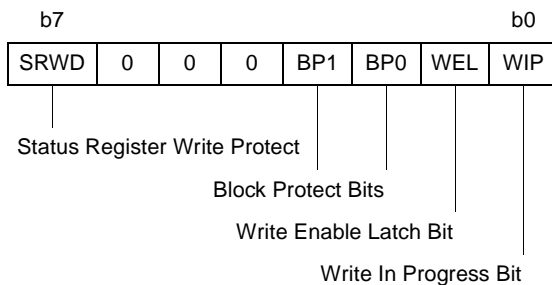 b7 b0
SRWD 0 0 0 BP1 BP0 WEL WIP
Status Register Write Protect
Block Protect Bits
Write Enable Latch Bit
Write In Progress Bit